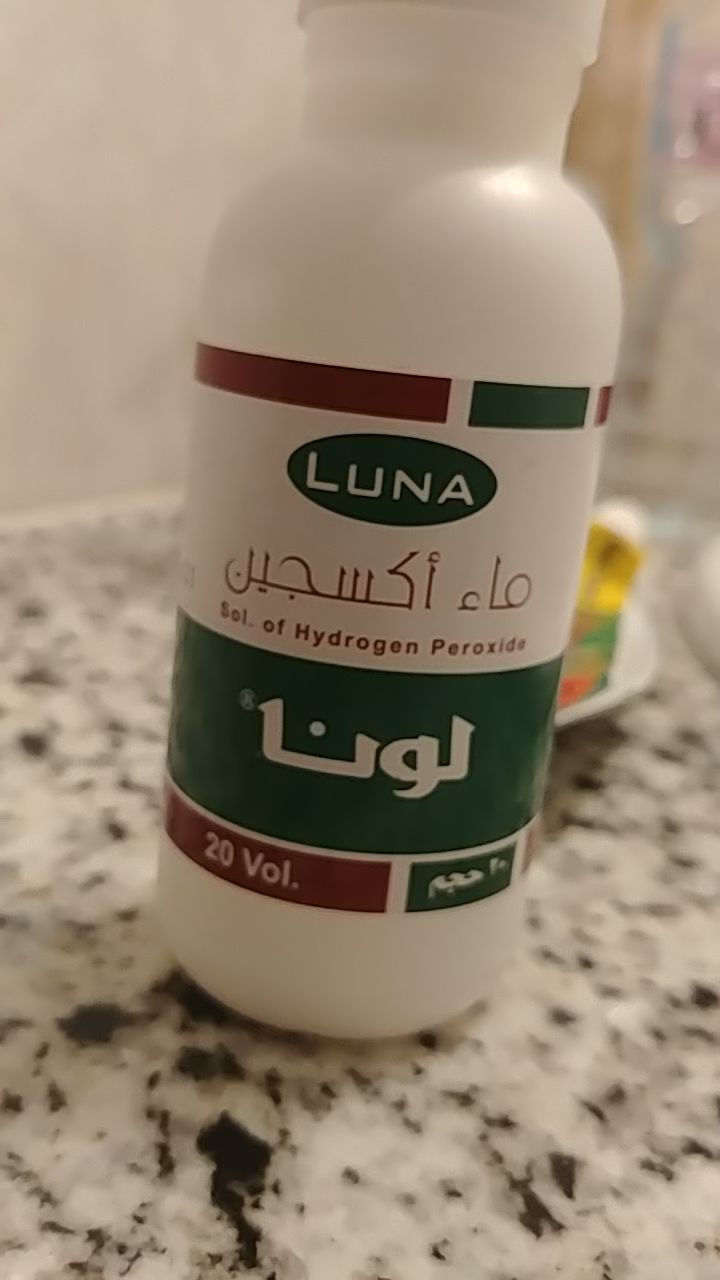 LUNA
ماء أكسجين
Sol. of Hydrogen Peroxide
لونا®
20 Vol.
٢٠ حجم